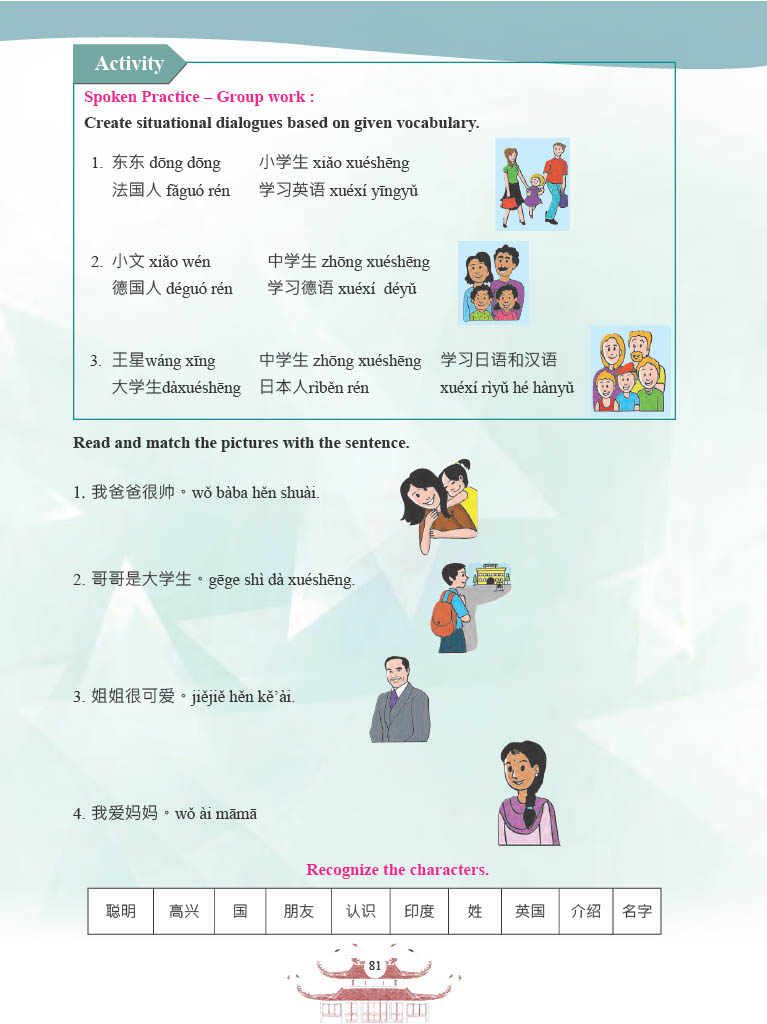 Activity
Spoken Practice – Group work :
Create situational dialogues based on given vocabulary.
1. 东东 dōng dōng 小学生 xiǎo xuéshēng
法国人 fǎguó rén 学习英语 xuéxí yīngyǔ
2. 小文 xiǎo wén 中学生 zhōng xuéshēng
德国人 déguó rén 学习德语 xuéxí déyǔ
3. 王星wáng xīng 中学生 zhōng xuéshēng 学习日语和汉语
大学生dàxuéshēng 日本人rìběn rén xuéxí rìyǔ hé hànyǔ
Read and match the pictures with the sentence.
1. 我爸爸很帅。wǒ bàba hěn shuài.
2. 哥哥是大学生。gēge shì dà xuéshēng.
3. 姐姐很可爱。jiějiě hěn kě’ài.
4. 我爱妈妈。wǒ ài māmā
Recognize the characters.
聪明 高兴 国 朋友 认识 印度 姓 英国 介绍 名字
81